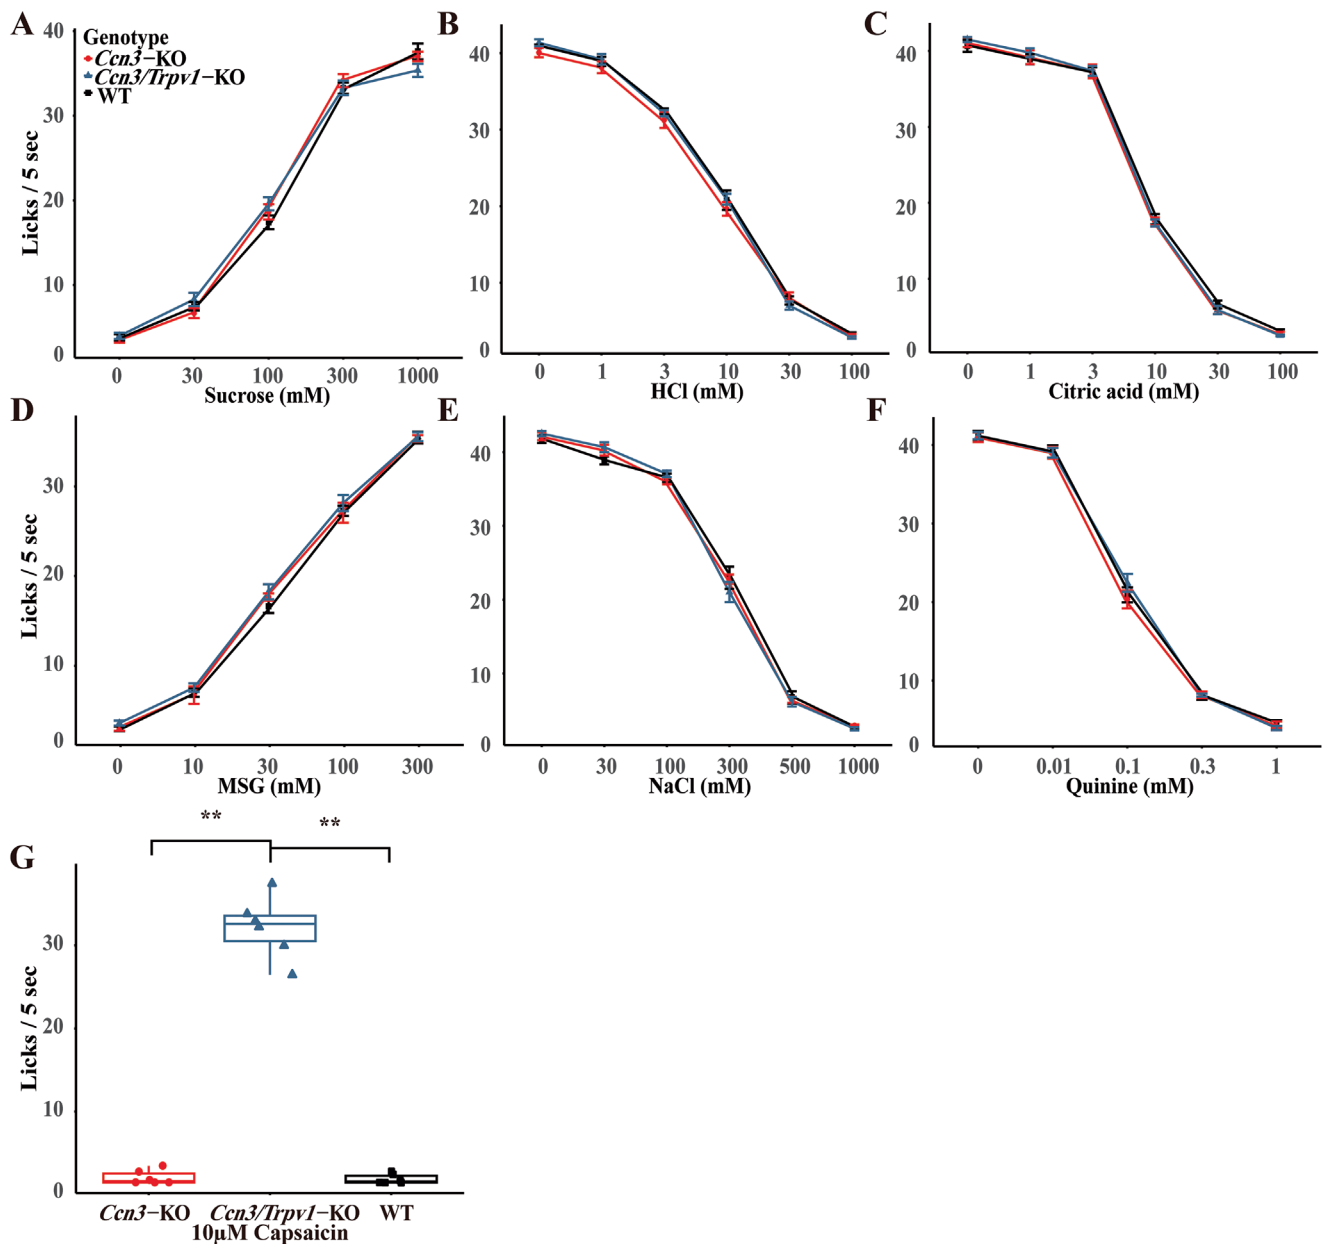 A
Licks / 5 sec
40
30
20
10
0
Genotype
Ccn3−KO
Ccn3/Trpv1−KO
WT
0 30 100 300 1000
Sucrose (mM)
B
40
30
20
10
0
0 1 3 10 30 100
HCl (mM)
C
40
30
20
10
0
0 1 3 10 30 100
Citric acid (mM)
D
Licks / 5 sec
30
20
10
0
0 10 30 100 300
MSG (mM)
E
40
30
20
10
0
0 30 100 300 500 1000
NaCl (mM)
F
40
30
20
10
0
0 0.01 0.1 0.3 1
Quinine (mM)
G
** **
Licks / 5 sec
30
20
10
0
Ccn3−KO Ccn3/Trpv1−KO WT
10μM Capsaicin